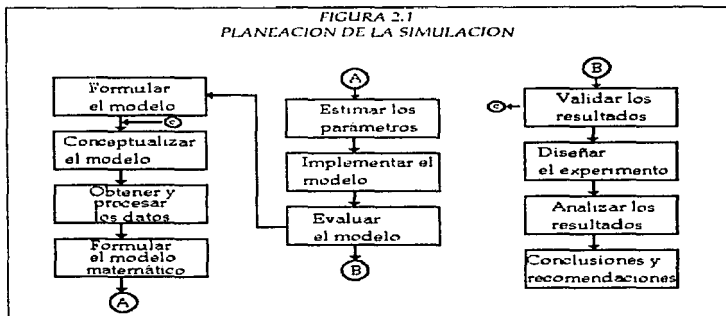 FIGURA 2.1
PLANEACION DE LA SIMULACION
Formular
el modelo
c
Conceptualizar
el modelo
Obtener y
procesar
los datos
Formular
el modelo
matemático
A
A
Estimar los
parámetros
Implementar el
modelo
Evaluar
el modelo
B
B
c
Validar los
resultados
Diseñar
el experimento
Analizar los
resultados
Conclusiones y
recomendaciones